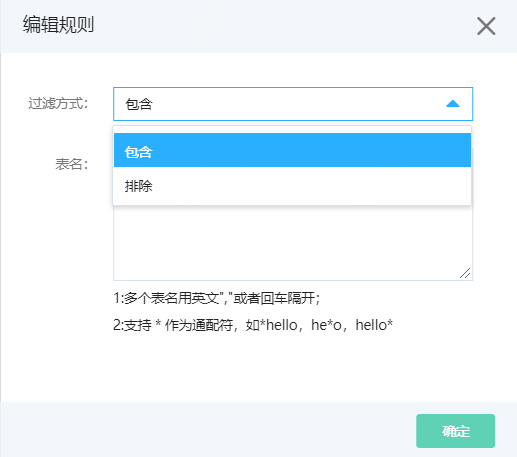 编辑规则
过滤方式：
包含
包含
表名：
排除
1:多个表名用英文","或者回车隔开；
2:支持 * 作为通配符，如*hello，he*o，hello*
确定